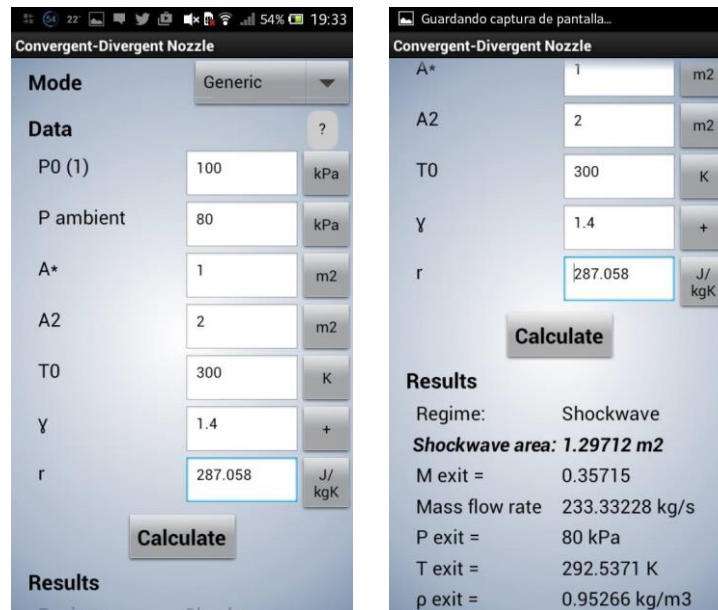 22° 54% 19:33
Convergent-Divergent Nozzle
Mode Generic
Data ?
P0 (1) 100 kPa
P ambient 80 kPa
A* 1 m2
A2 2 m2
T0 300 K
γ 1.4 +
r 287.058 J/
kgK
Calculate
Results
Guardando captura de pantalla...
Convergent-Divergent Nozzle
A* 1 m2
A2 2 m2
T0 300 K
γ 1.4 +
r 287.058 J/
kgK
Calculate
Results
Regime: Shockwave
Shockwave area: 1.29712 m2
M exit = 0.35715
Mass flow rate 233.33228 kg/s
P exit = 80 kPa
T exit = 292.5371 K
ρ exit = 0.95266 kg/m3